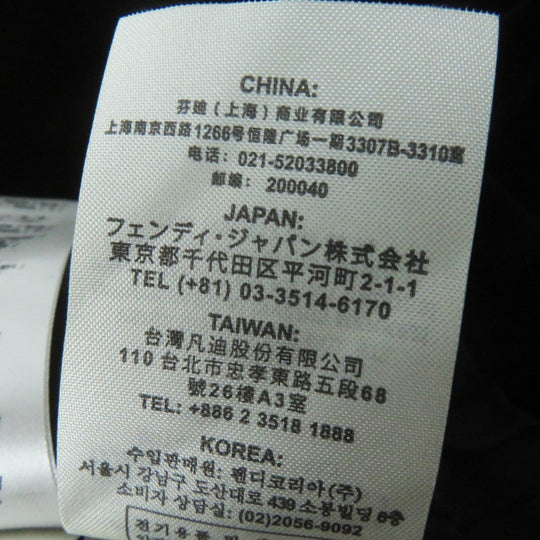 CHINA:
芬迪（上海）商业有限公司
上海南京西路1266号恒隆广场一期3307B-3310室
电话：021-52033800
邮编：200040
JAPAN:
フェンディ・ジャパン株式会社
東京都千代田区平河町2-1-1
TEL (+81) 03-3514-6170
TAIWAN:
台灣凡迪股份有限公司
110 台北市忠孝東路五段68
號26樓A3室
TEL: +886 2 3518 1888
KOREA:
수입판매원: 펜디코리아(주)
서울시 강남구 도산대로 439 소봉빌딩 6층
소비자 상담실: (02)2056-9092